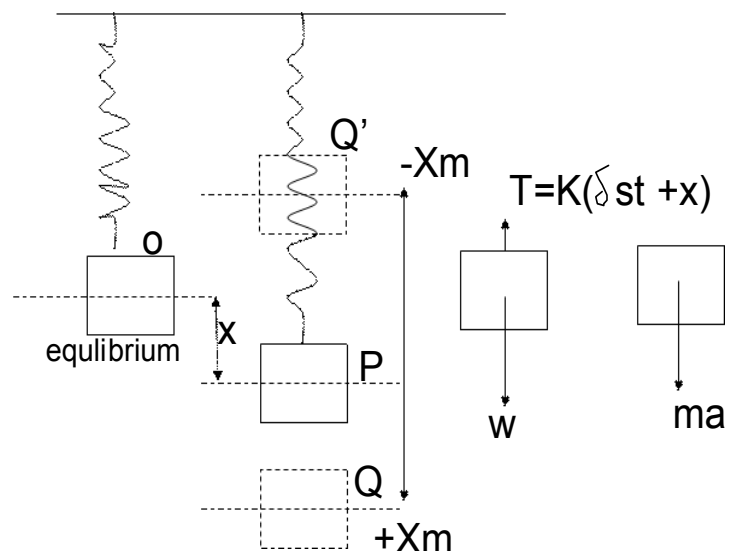 Q’
-Xm
T=K(δst +x)
o
x
equlibrium
P
w
ma
Q
+Xm